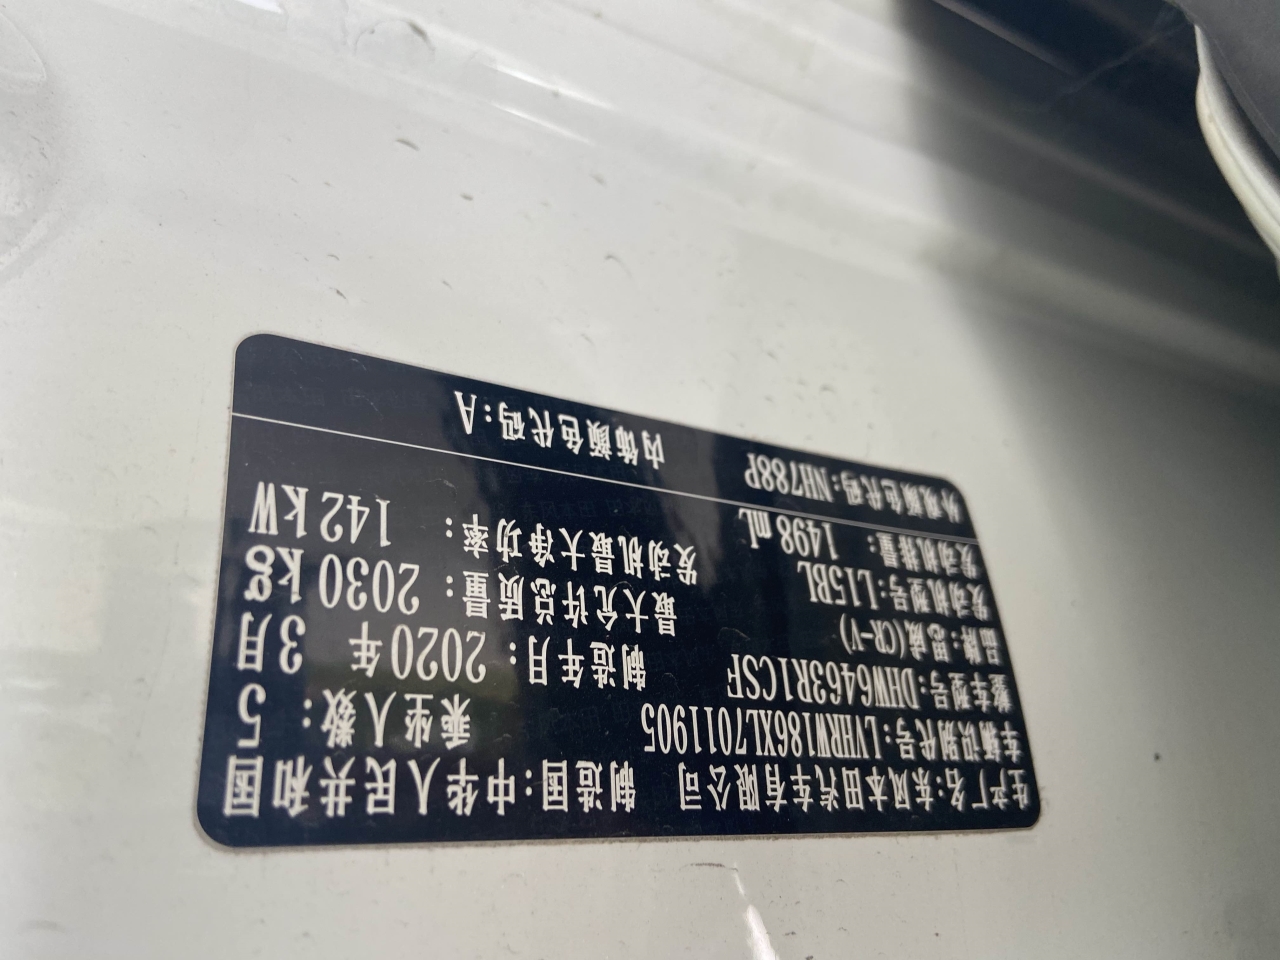 生产厂名:东风本田汽车有限公司 制造国:中华人民共和国
车辆识别代号:LVHRW186XL7011905 乘坐人数: 5
整车型号:DHW6463R1CSF 制造年月: 2020年 3月
品牌:思威(CR-V) 最大允许总质量: 2030 kg
发动机型号:L15BL 发动机最大净功率: 142 kW
发动机排量: 1498 mL
外观颜色代码:NH788P 内饰颜色代码:A